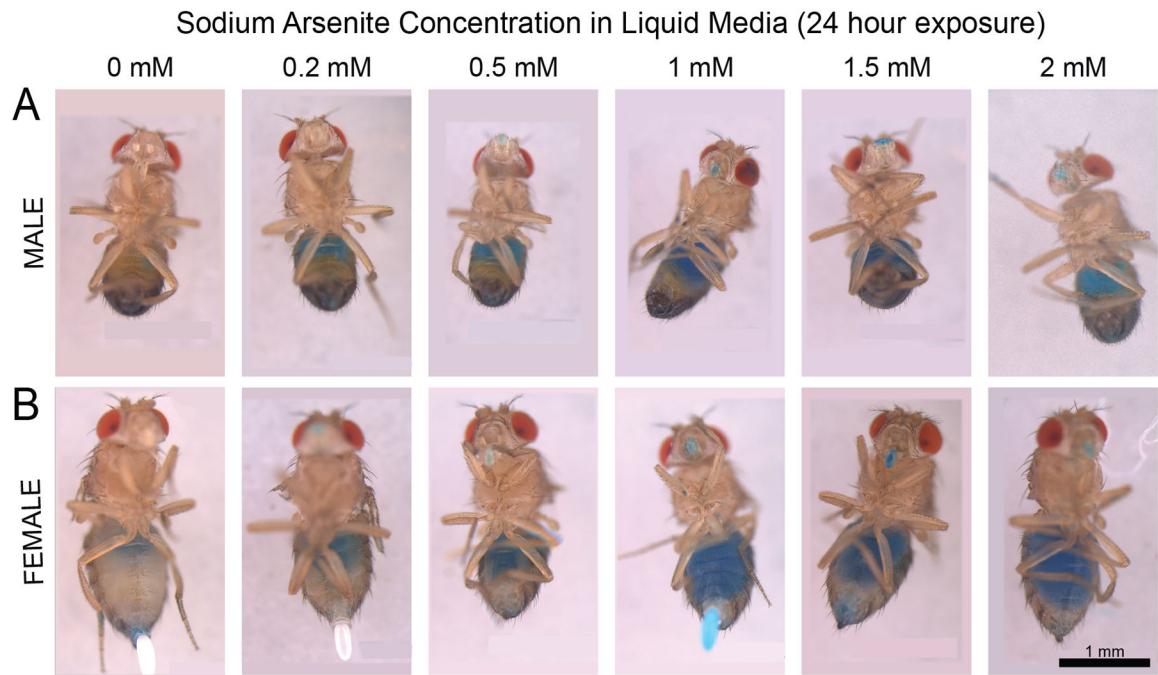 Sodium Arsenite Concentration in Liquid Media (24 hour exposure)
0 mM 0.2 mM 0.5 mM 1 mM 1.5 mM 2 mM
A
MALE
B
FEMALE
1 mm